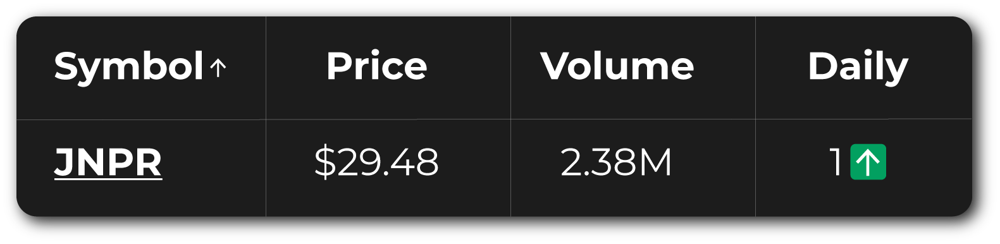 Symbol↑ Price Volume Daily
JNPR $29.48 2.38M 1↑